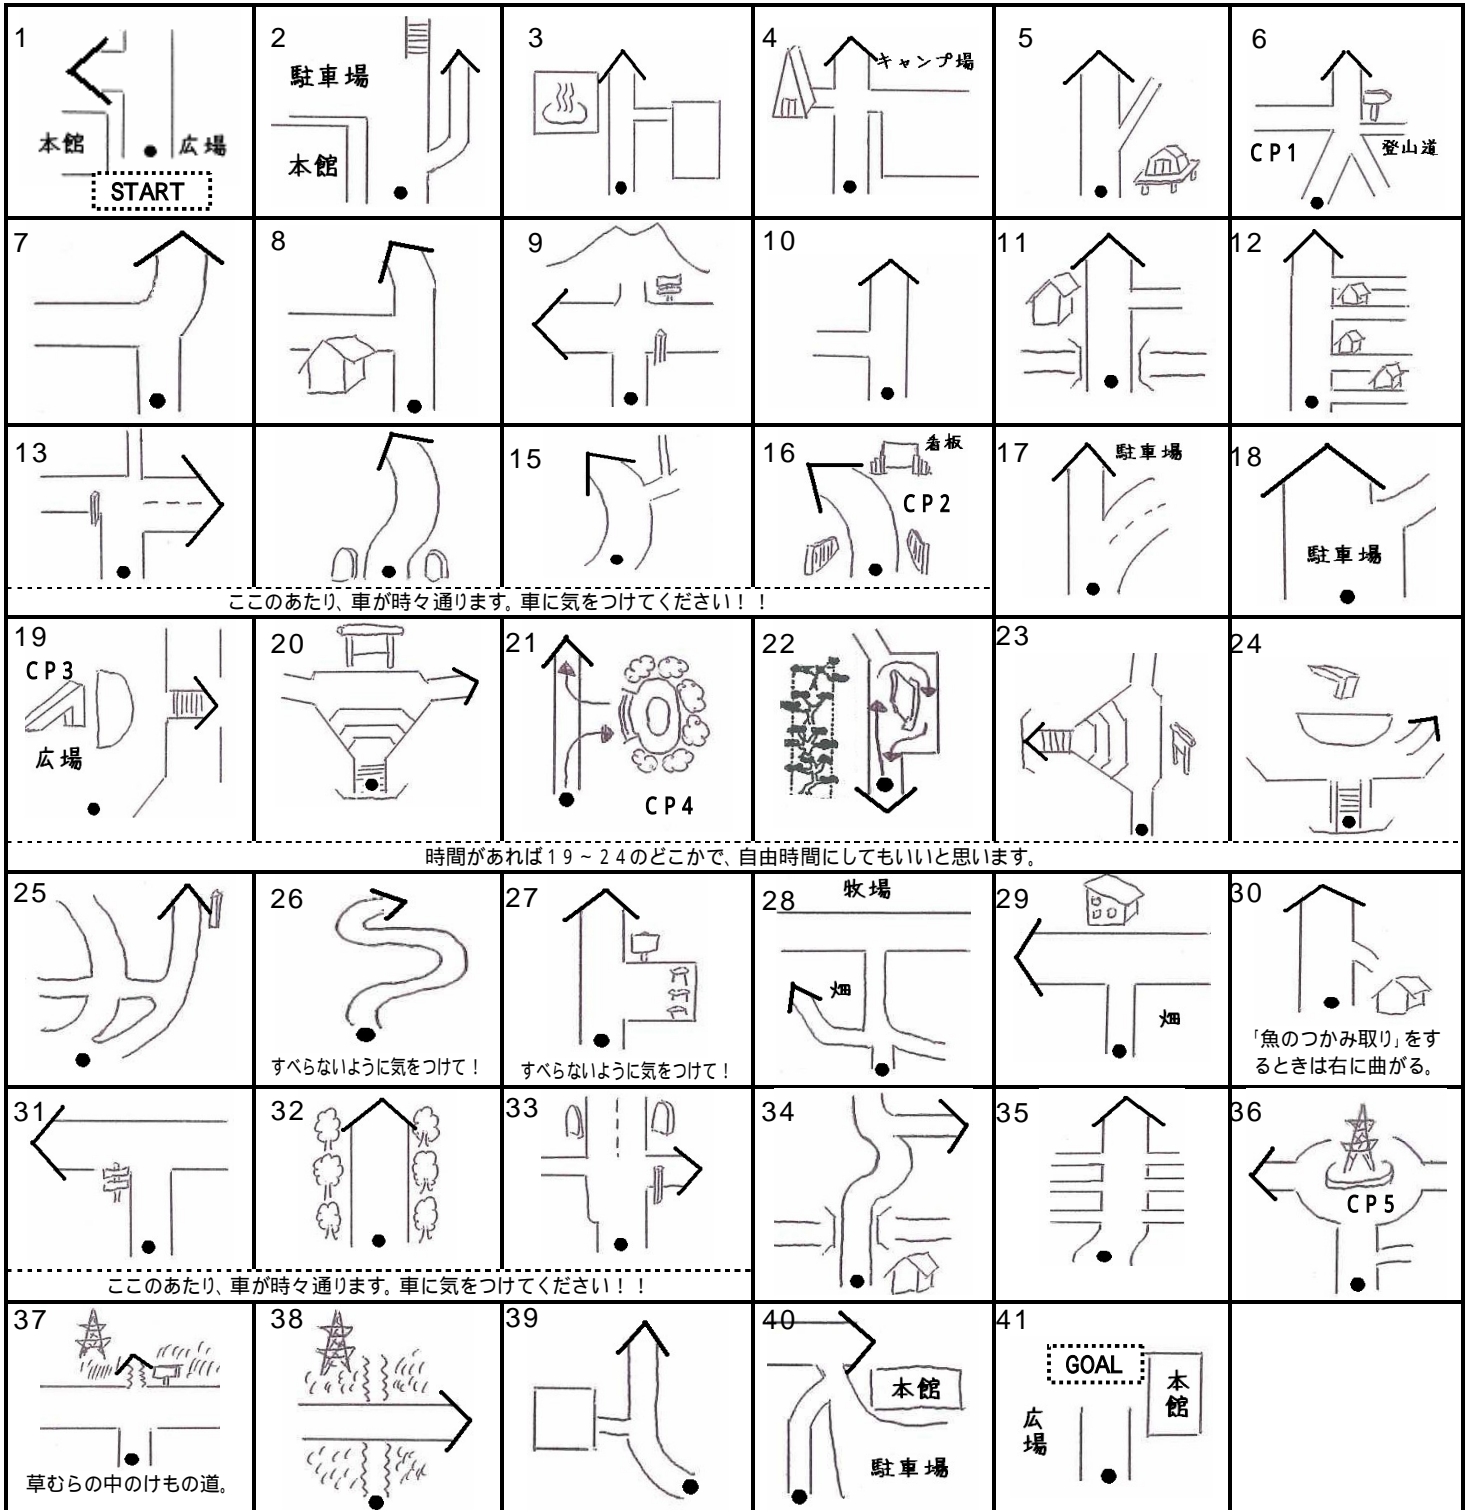 1
本館
広場
START
2
駐車場
本館
3
4
キャンプ場
5
6
CP1
登山道
7
8
9
10
11
12
13
15
16
看板
CP2
17
駐車場
18
駐車場
ここのあたり、車が時々通ります。車に気をつけてください！！
19
CP3
広場
20
21
CP4
22
23
24
時間があれば19~24のどこかで、自由時間にしてもいいと思います。
25
26
すべらないように気をつけて！
27
すべらないように気をつけて！
28
牧場
畑
29
畑
30
「魚のつかみ取り」をす
るときは右に曲がる。
31
32
33
34
35
36
CP5
ここのあたり、車が時々通ります。車に気をつけてください！！
37
草むらの中のけもの道。
38
39
40
本館
駐車場
41
GOAL
本館
広場